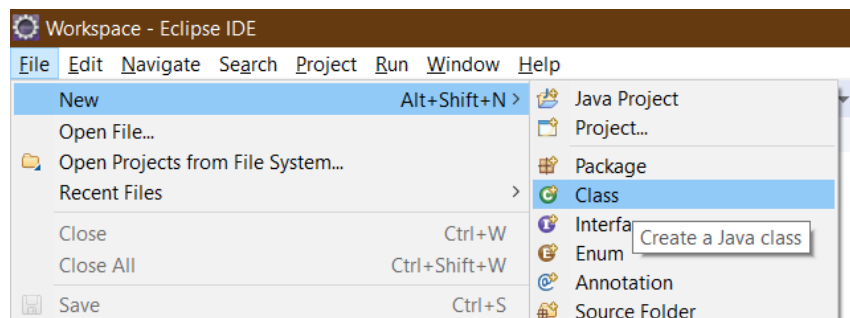 Workspace - Eclipse IDE
File Edit Navigate Search Project Run Window Help
New Alt+Shift+N >
Open File...
Open Projects from File System...
Recent Files >
Close Ctrl+W
Close All Ctrl+Shift+W
Save Ctrl+S
Java Project
Project...
Package
Class
Interfa
Create a Java class
Enum
Annotation
Source Folder